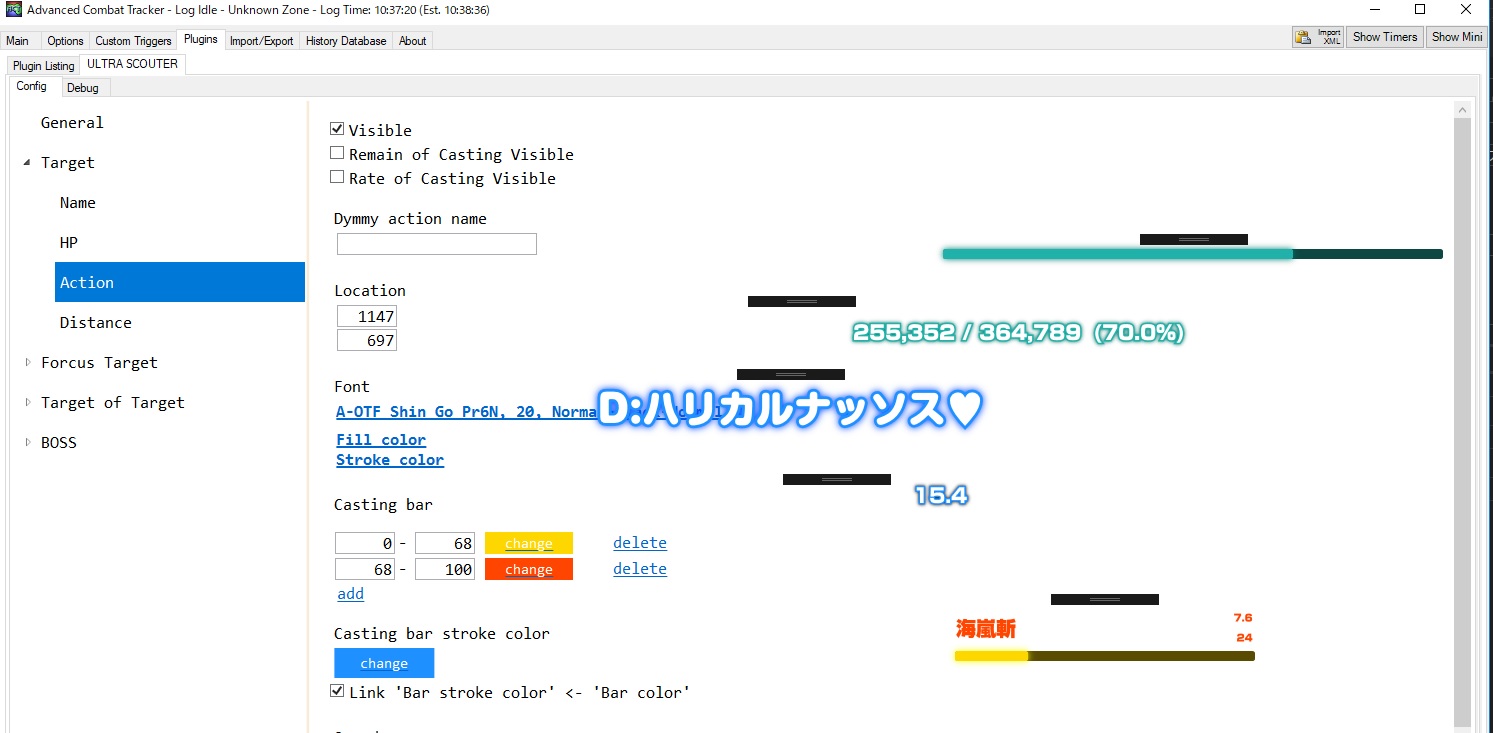 Advanced Combat Tracker - Log Idle - Unknown Zone - Log Time: 10:37:20 (Est. 10:38:36)
Main Options Custom Triggers Plugins Import/Export History Database About
Import XML Show Timers Show Mini
Plugin Listing ULTRA SCOUTER
Config Debug
General
Target
Name
HP
Action
Distance
Forcus Target
Target of Target
BOSS
Visible
Remain of Casting Visible
Rate of Casting Visible
Dymmy action name
Location
1147
697
Font
A-OTF Shin Go Pr6N, 20, Norma
Fill color
Stroke color
Casting bar
0 - 68 change delete
68 - 100 change delete
add
Casting bar stroke color
change
Link 'Bar stroke color' <- 'Bar color'
255,352 / 364,789 (70.0%)
D:ハリカルナッソス♥
15.4
海嵐斬
7.6
24